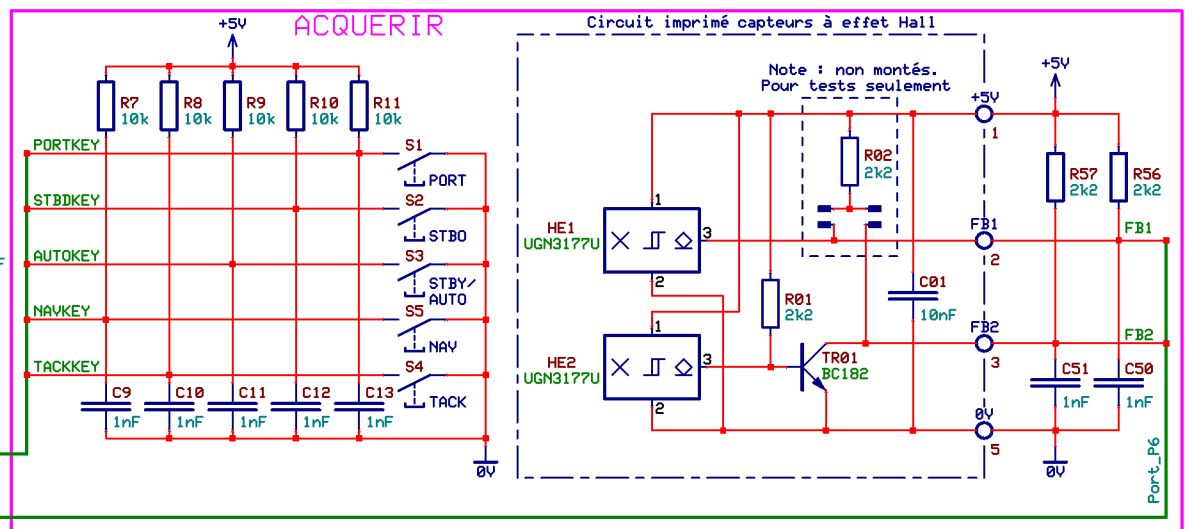 ACQUERIR
Circuit imprimé capteurs à effet Hall
+5V
Note : non montés.
Pour tests seulement
+5V
+5V
1
R7
10k
R8
10k
R9
10k
R10
10k
R11
10k
PORTKEY
S1
PORT
STBDKEY
S2
STBO
AUTOKEY
S3
STBY/
AUTO
NAVKEY
S5
NAV
TACKKEY
S4
TACK
C9
1nF
C10
1nF
C11
1nF
C12
1nF
C13
1nF
0V
R02
2k2
HE1
UGN3177U
1
3
2
R01
2k2
C01
10nF
HE2
UGN3177U
1
3
2
TR01
BC182
FB1
2
FB2
3
0V
5
R57
2k2
R56
2k2
FB1
FB2
C51
1nF
C50
1nF
0V
Port_P6